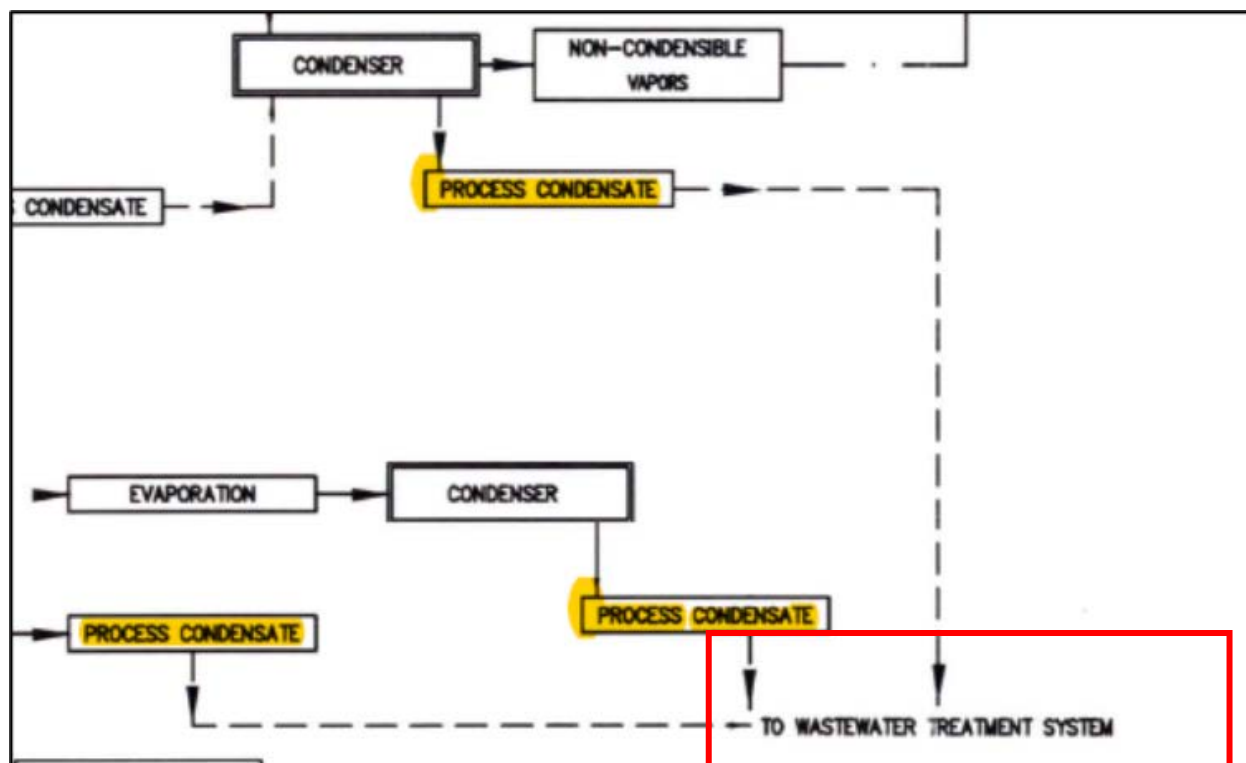 CONDENSER
NON-CONDENSIBLE
VAPORS
PROCESS CONDENSATE
CONDENSATE
EVAPORATION
CONDENSER
PROCESS CONDENSATE
PROCESS CONDENSATE
TO WASTEWATER TREATMENT SYSTEM